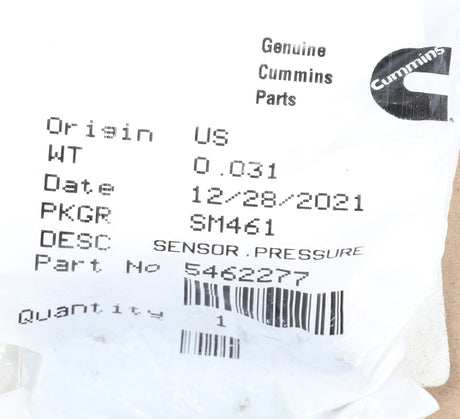 Genuine
Cummins
Parts
Cummins
Origin US
WT 0.031
Date 12/28/2021
PKGR SM461
DESC SENSOR.PRESSURE
Part No 5462277
Quantity 1